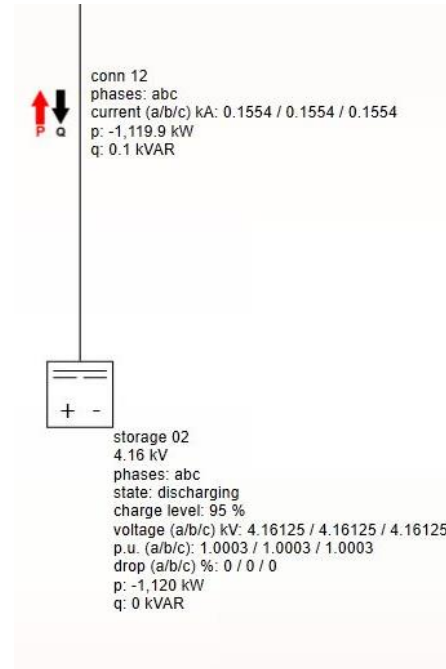 conn 12
phases: abc
current (a/b/c) kA: 0.1554 / 0.1554 / 0.1554
p: -1,119.9 kW
q: 0.1 kVAR
P Q
+ -
storage 02
4.16 kV
phases: abc
state: discharging
charge level: 95 %
voltage (a/b/c) kV: 4.16125 / 4.16125 / 4.16125
p.u. (a/b/c): 1.0003 / 1.0003 / 1.0003
drop (a/b/c) %: 0 / 0 / 0
p: -1,120 kW
q: 0 kVAR